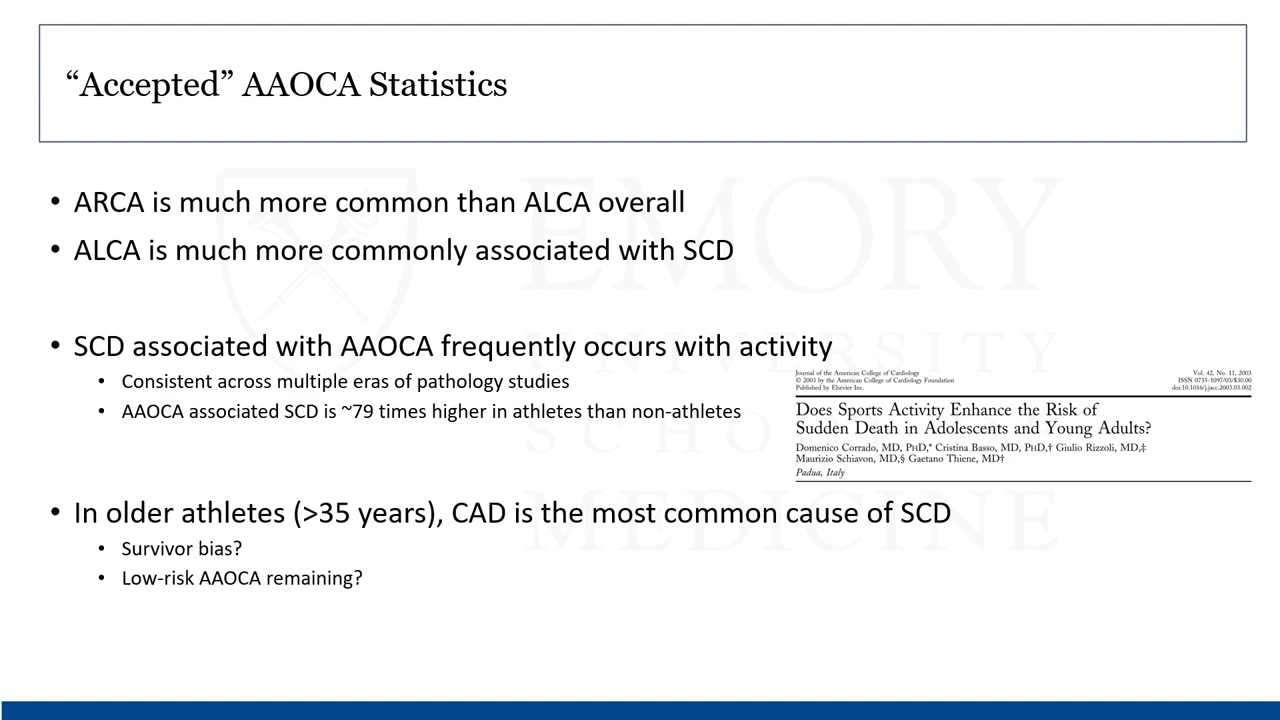 “Accepted” AAOCA Statistics
• ARCA is much more common than ALCA overall
• ALCA is much more commonly associated with SCD
• SCD associated with AAOCA frequently occurs with activity
• Consistent across multiple eras of pathology studies
• AAOCA associated SCD is ~79 times higher in athletes than non-athletes
Journal of the American College of Cardiology Vol. 42, No. 11, 2003
© 2003 by the American College of Cardiology Foundation ISSN 0735-1097/03/$30.00
Published by Elsevier Inc. doi:10.1016/j.jacc.2003.03.002
Does Sports Activity Enhance the Risk of
Sudden Death in Adolescents and Young Adults?
Domenico Corrado, MD, PHD,* Cristina Basso, MD, PHD,† Giulio Rizzoli, MD,‡
Maurizio Schiavon, MD,§ Gaetano Thiene, MD†
Padua, Italy
• In older athletes (>35 years), CAD is the most common cause of SCD
• Survivor bias?
• Low-risk AAOCA remaining?
EMORY
UNIVERSITY
SCHOOL OF
MEDICINE